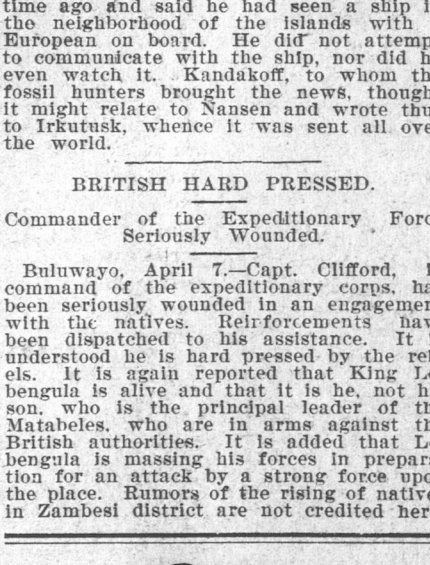 time ago and said he had seen a ship i
the neighborhood of the islands with
European on board. He did not attemp
to communicate with the ship, nor did h
even watch it. Kandakoff, to whom th
fossil hunters brought the news, though
it might relate to Nansen and wrote thu
to Irkutusk, whence it was sent all ove
the world.
BRITISH HARD PRESSED.
Commander of the Expeditionary Forc
Seriously Wounded.
Buluwayo, April 7.—Capt. Clifford, i
command of the expeditionary corps, ha
been seriously wounded in an engagemen
with the natives. Reinforcements hav
been dispatched to his assistance. It
understood he is hard pressed by the reb
els. It is again reported that King Lo
bengula is alive and that it is he, not h
son, who is the principal leader of th
Matabeles, who are in arms against th
British authorities. It is added that Lo
bengula is massing his forces in prepara
tion for an attack by a strong force upo
the place. Rumors of the rising of native
in Zambesi district are not credited her